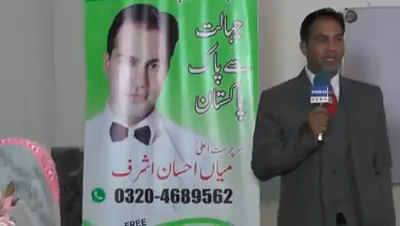 جہالت
سے پاک
پاکستان
سرپرست اعلیٰ
میاں احسان اشرف
0320-4689562
FREE